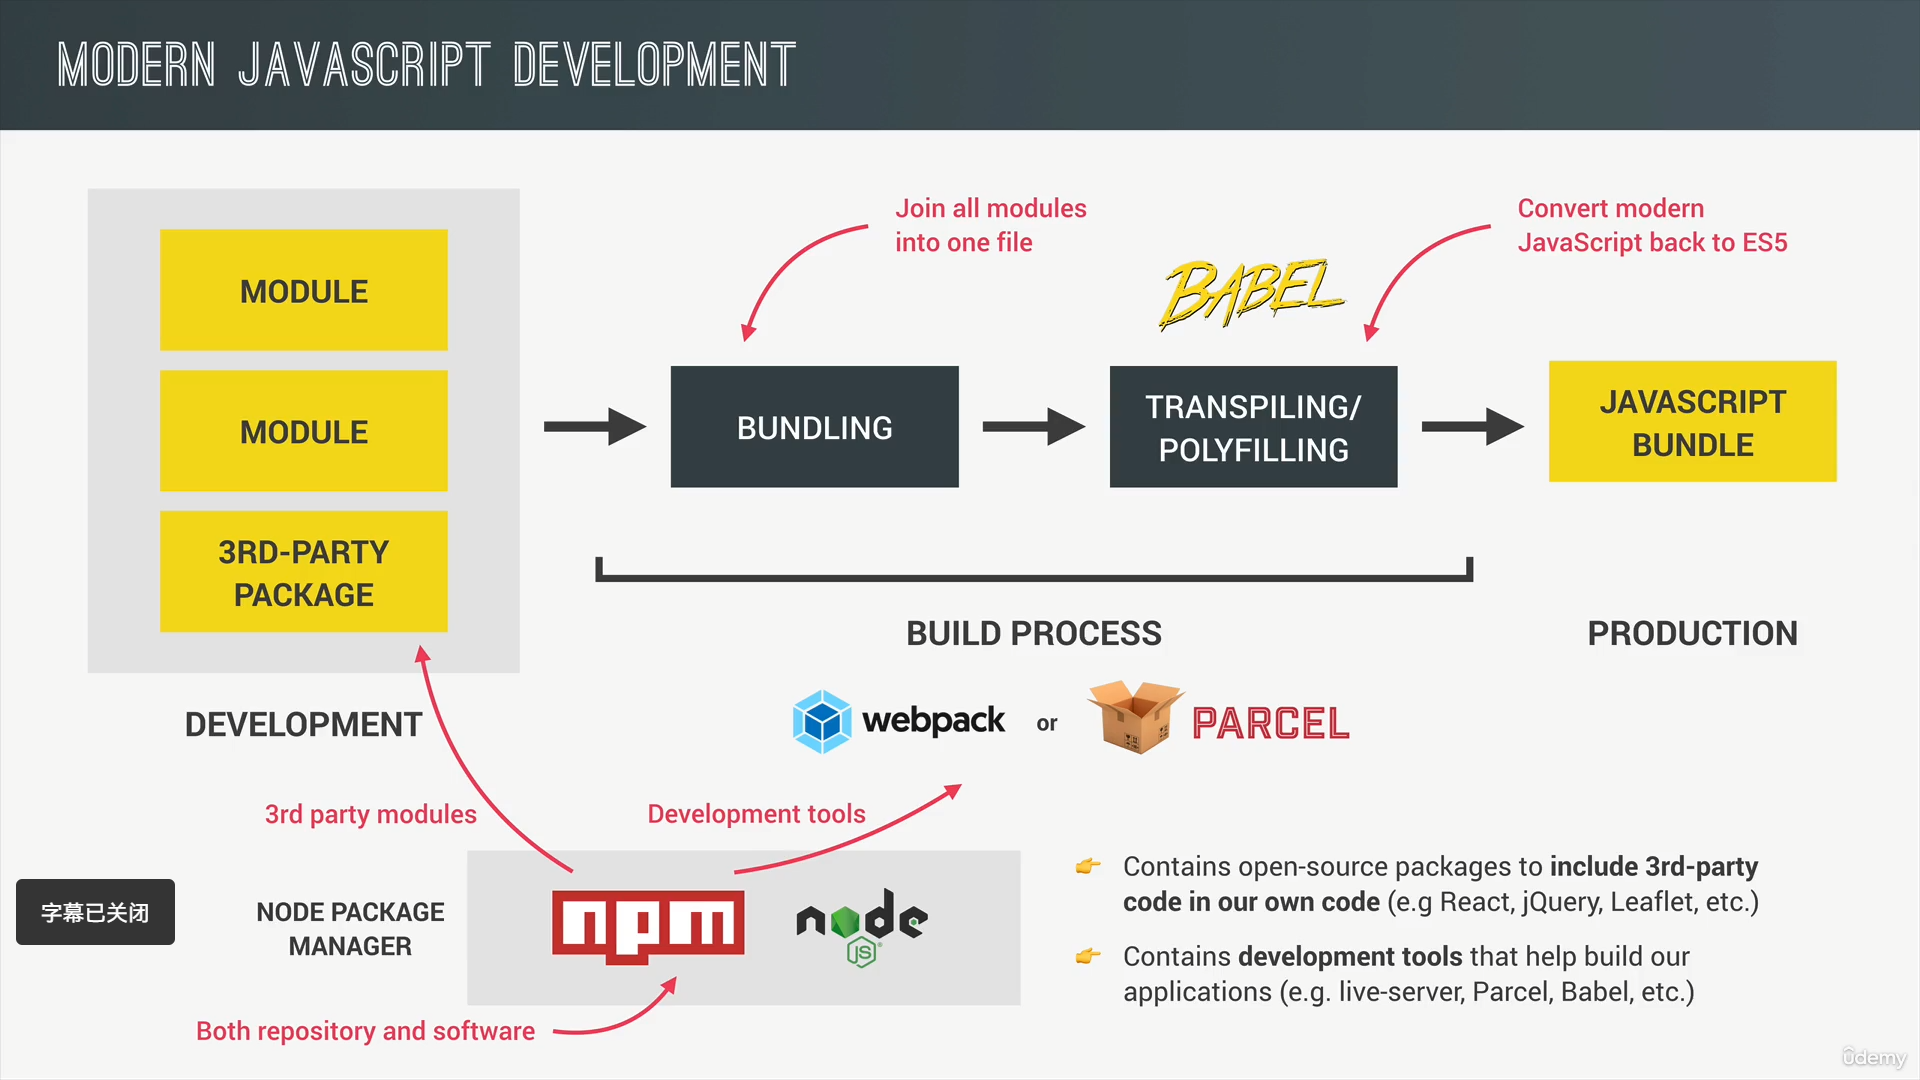 MODERN JAVASCRIPT DEVELOPMENT
MODULE
MODULE
3RD-PARTY
PACKAGE
DEVELOPMENT
Join all modules
into one file
BUNDLING
BABEL
Convert modern
JavaScript back to ES5
TRANSPILING/
POLYFILLING
JAVASCRIPT
BUNDLE
BUILD PROCESS
PRODUCTION
webpack or PARCEL
3rd party modules
Development tools
NODE PACKAGE
MANAGER
npm
node
JS
Both repository and software
Contains open-source packages to include 3rd-party
code in our own code (e.g React, jQuery, Leaflet, etc.)
Contains development tools that help build our
applications (e.g. live-server, Parcel, Babel, etc.)
字幕已关闭
ûdemy